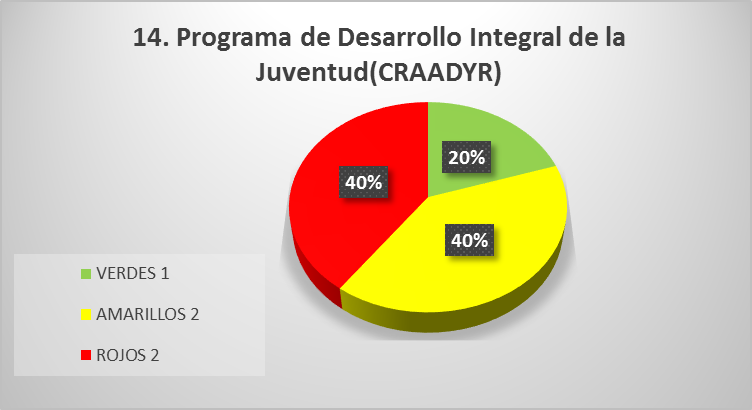 14. Programa de Desarrollo Integral de la
Juventud(CRAADYR)
20%
40%
40%
VERDES 1
AMARILLOS 2
ROJOS 2